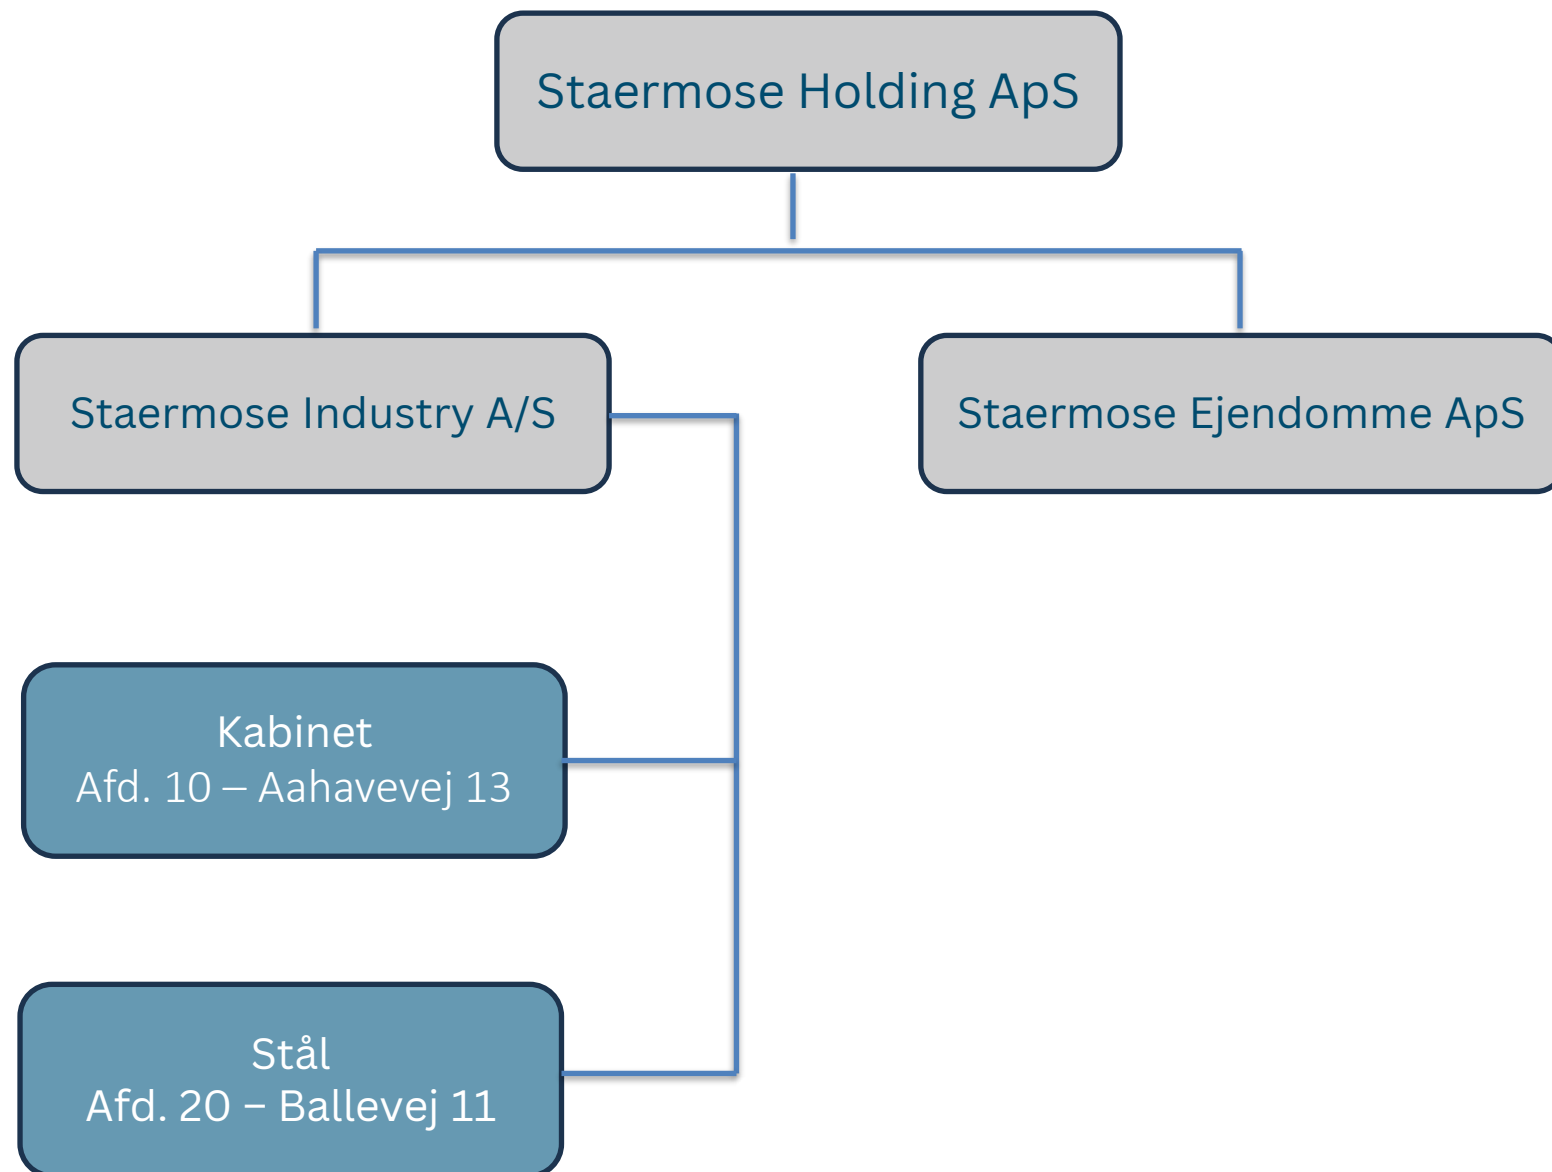 Staermose Holding ApS
Staermose Industry A/S
Staermose Ejendomme ApS
Kabinet
Afd. 10 – Aahavevej 13
Stål
Afd. 20 – Ballevej 11